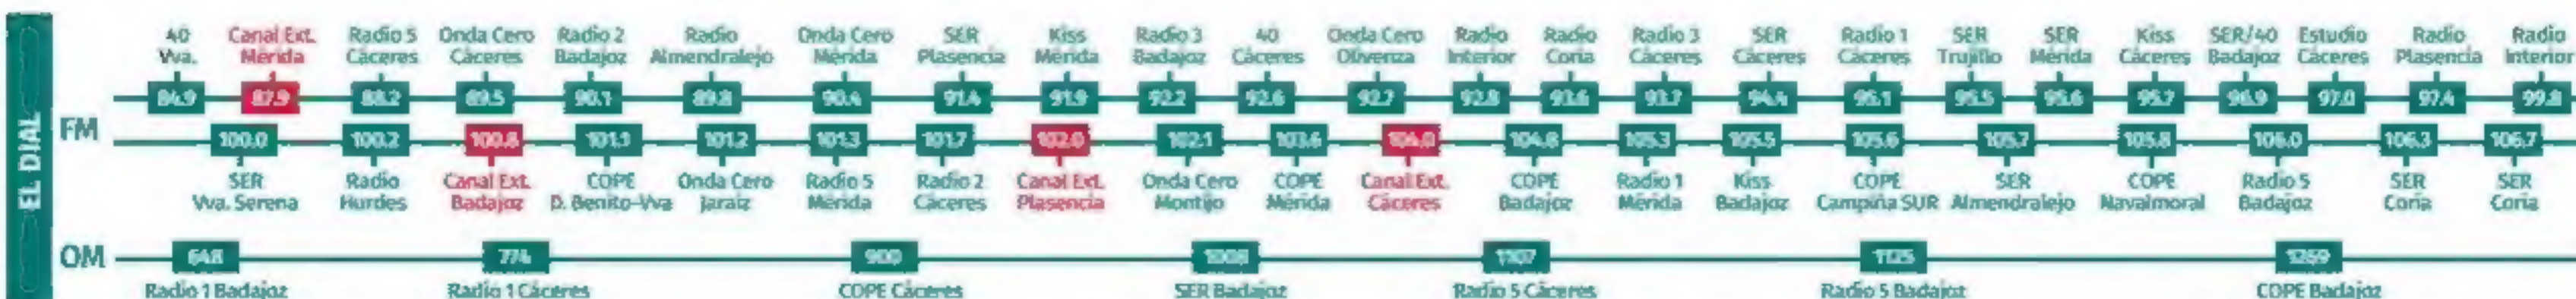 EL DIAL
40 Vva.
Canal Ext. Mérida
Radio 5 Cáceres
Onda Cero Cáceres
Radio 2 Badajoz
Radio Almendralejo
Onda Cero Mérida
SER Plasencia
Kiss Mérida
Radio 3 Badajoz
40 Cáceres
Onda Cero Olivenza
Radio Interior
Radio Coria
Radio 3 Cáceres
SER Cáceres
Radio 1 Cáceres
SER Trujillo
SER Mérida
Kiss Cáceres
SER/40 Badajoz
Estudio Cáceres
Radio Plasencia
Radio Interior
FM
84.9 87.9 88.2 89.5 90.1 89.8 90.4 91.4 91.9 92.2 92.6 92.7 92.8 93.6 93.7 94.4 95.1 95.5 95.6 95.7 96.9 97.0 97.4 99.8
100.0 100.2 100.8 101.1 101.2 101.3 101.7 102.0 102.1 103.6 104.0 104.8 105.3 105.5 105.6 105.7 105.8 106.0 106.3 106.7
SER Vva. Serena
Radio Hurdes
Canal Ext. Badajoz
COPE D. Benito-Vva
Onda Cero Jaraiz
Radio 5 Mérida
Radio 2 Cáceres
Canal Ext. Plasencia
Onda Cero Montijo
COPE Mérida
Canal Ext. Cáceres
COPE Badajoz
Radio 1 Mérida
Kiss Badajoz
COPE Campiña SUR
SER Almendralejo
COPE Navalmoral
Radio 5 Badajoz
SER Coria
SER Coria
OM
648 774 900 1008 1107 1125 1269
Radio 1 Badajoz
Radio 1 Cáceres
COPE Cáceres
SER Badajoz
Radio 5 Cáceres
Radio 5 Badajoz
COPE Badajoz